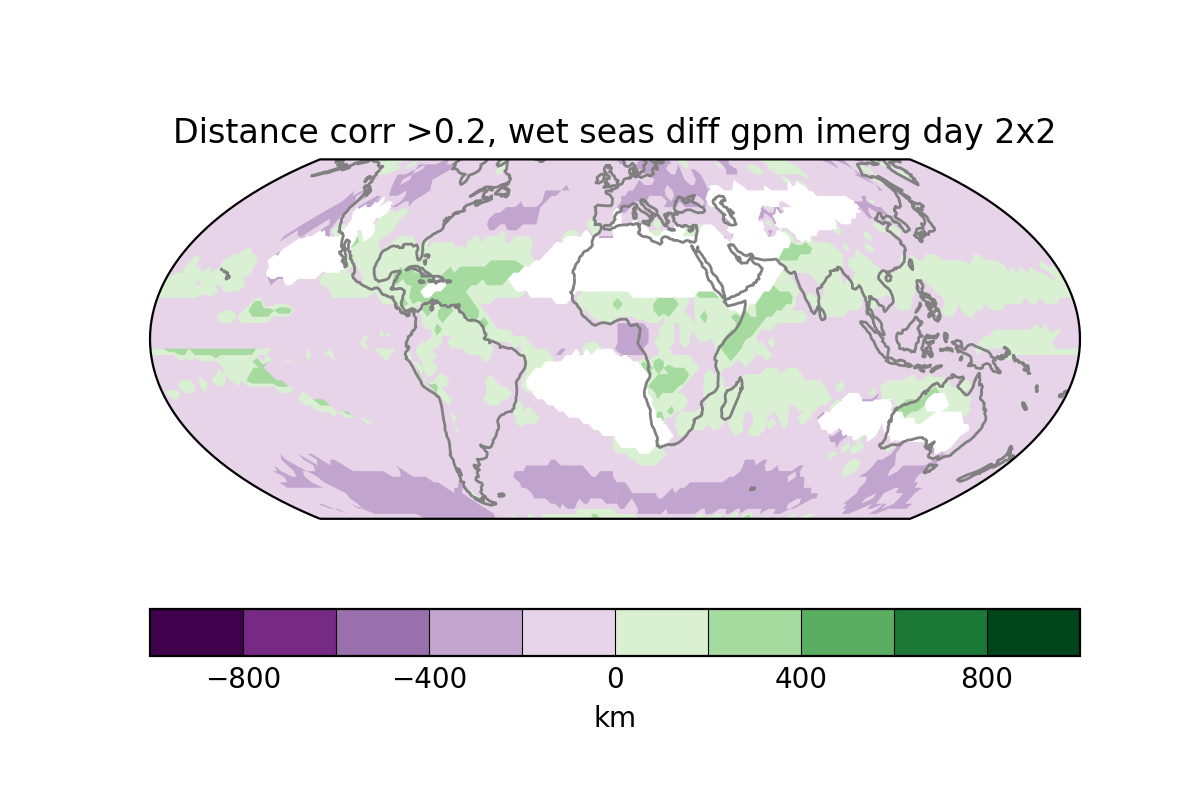 Distance corr >0.2, wet seas diff gpm imerg day 2x2
−800 −400 0 400 800
km